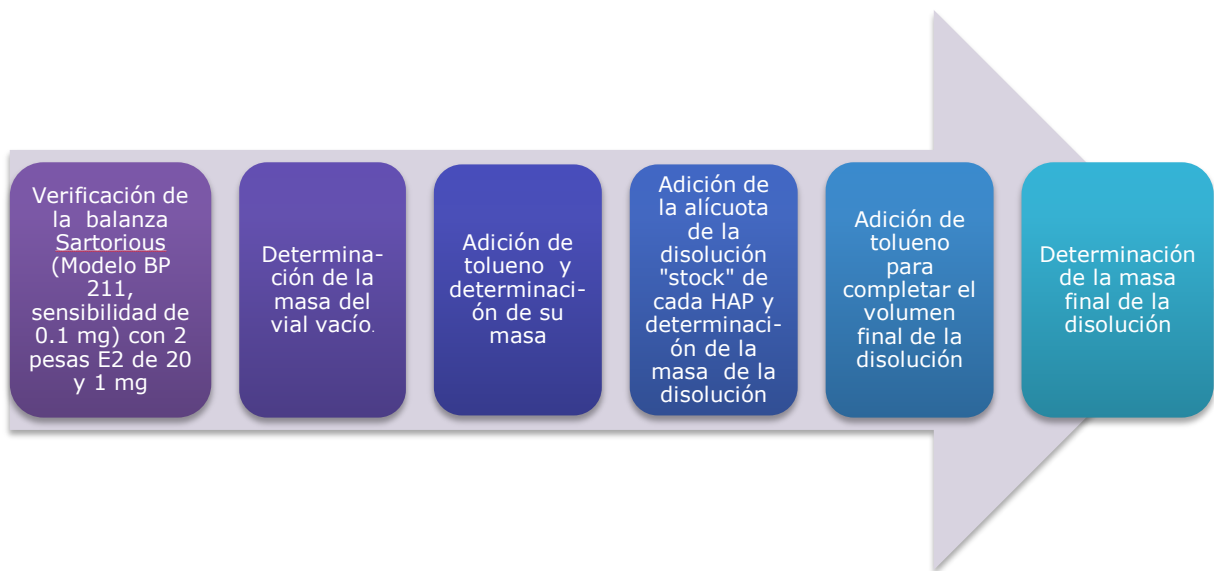 Verificación de
la balanza
Sartorious
(Modelo BP
211,
sensibilidad de
0.1 mg) con 2
pesas E2 de 20
y 1 mg
Determina-
ción de la
masa del
vial vacío.
Adición de
tolueno y
determinaci-
ón de su
masa
Adición de
la alícuota
de la
disolución
"stock" de
cada HAP y
determinaci-
ón de la
masa de la
disolución
Adición de
tolueno
para
completar el
volumen
final de la
disolución
Determinación
de la masa
final de la
disolución